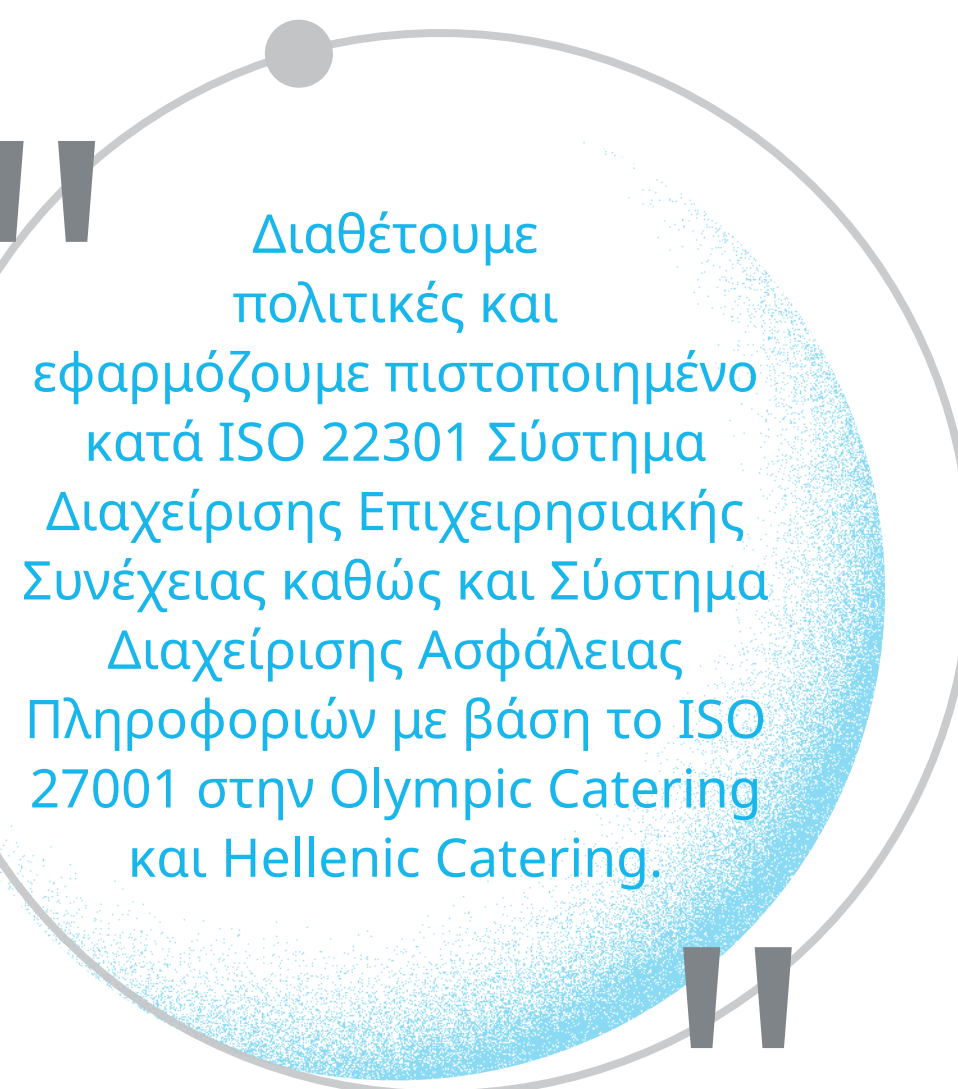 "
Διαθέτουμε
πολιτικές και
εφαρμόζουμε πιστοποιημένο
κατά ISO 22301 Σύστημα
Διαχείρισης Επιχειρησιακής
Συνέχειας καθώς και Σύστημα
Διαχείρισης Ασφάλειας
Πληροφοριών με βάση το ISO
27001 στην Olympic Catering
και Hellenic Catering.
"